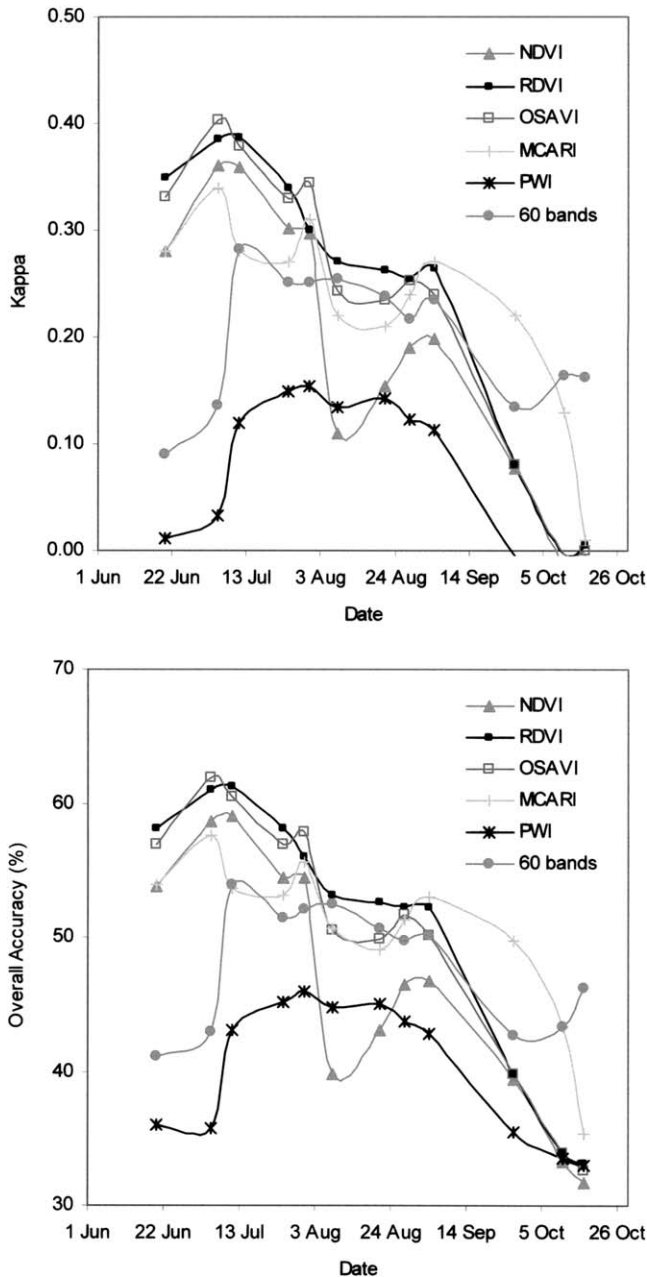 0.50
0.40
0.30
0.20
0.10
0.00
Kappa
NDVI
RDVI
OSAVI
MCARI
PWI
60 bands
1 Jun 22 Jun 13 Jul 3 Aug 24 Aug 14 Sep 5 Oct 26 Oct
Date
70
60
50
40
30
Overall Accuracy (%)
NDVI
RDVI
OSAVI
MCARI
PWI
60 bands
1 Jun 22 Jun 13 Jul 3 Aug 24 Aug 14 Sep 5 Oct 26 Oct
Date